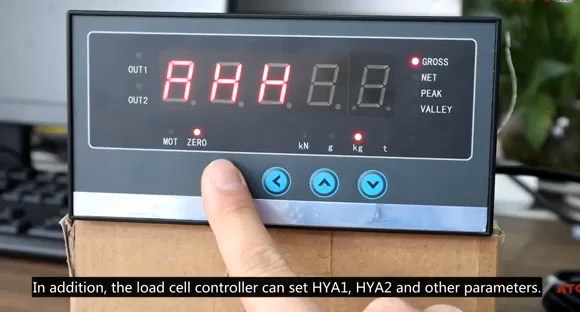 OUT1
AHH
GROSS
NET
OUT2
PEAK
VALLEY
MOT ZERO
kN g kg t
In addition, the load cell controller can set HYA1, HYA2 and other parameters.